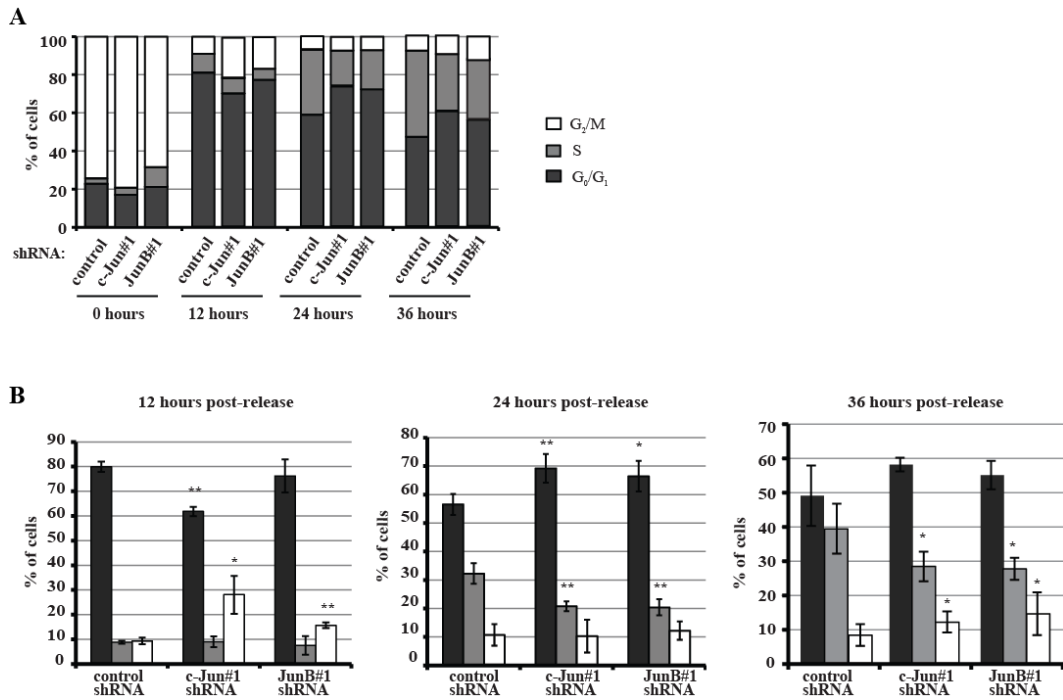 A
% of cells
100
80
60
40
20
0
G2/M
S
G0/G1
shRNA:
control
c-Jun#1
JunB#1
control
c-Jun#1
JunB#1
control
c-Jun#1
JunB#1
control
c-Jun#1
JunB#1
0 hours
12 hours
24 hours
36 hours
B
12 hours post-release
% of cells
90
80
70
60
50
40
30
20
10
0
**
*
**
control shRNA
c-Jun#1 shRNA
JunB#1 shRNA
24 hours post-release
% of cells
80
70
60
50
40
30
20
10
0
**
**
*
**
control shRNA
c-Jun#1 shRNA
JunB#1 shRNA
36 hours post-release
% of cells
70
60
50
40
30
20
10
0
*
*
*
*
control shRNA
c-Jun#1 shRNA
JunB#1 shRNA